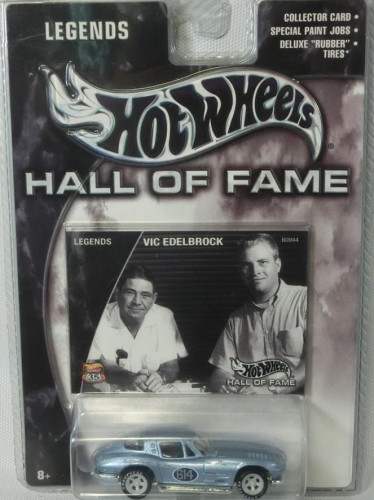 LEGENDS
COLLECTOR CARD •
SPECIAL PAINT JOBS •
DELUXE "RUBBER" TIRES •
HOT WHEELS
HALL OF FAME
LEGENDS
VIC EDELBROCK
HOT WHEELS
HALL OF FAME
35
614
8+